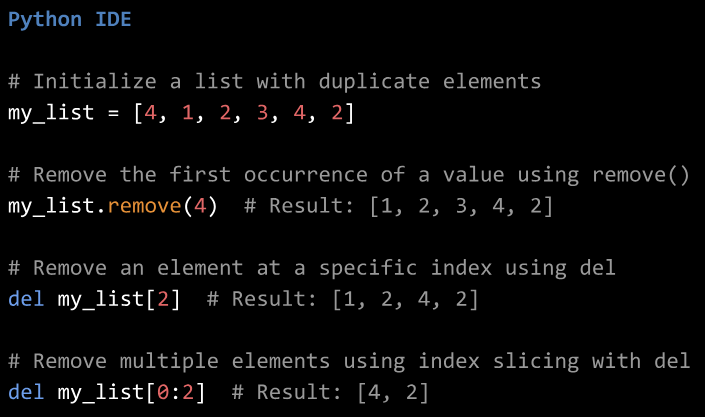 Python IDE
# Initialize a list with duplicate elements
my_list = [4, 1, 2, 3, 4, 2]
# Remove the first occurrence of a value using remove()
my_list.remove(4)  # Result: [1, 2, 3, 4, 2]
# Remove an element at a specific index using del
del my_list[2]  # Result: [1, 2, 4, 2]
# Remove multiple elements using index slicing with del
del my_list[0:2]  # Result: [4, 2]